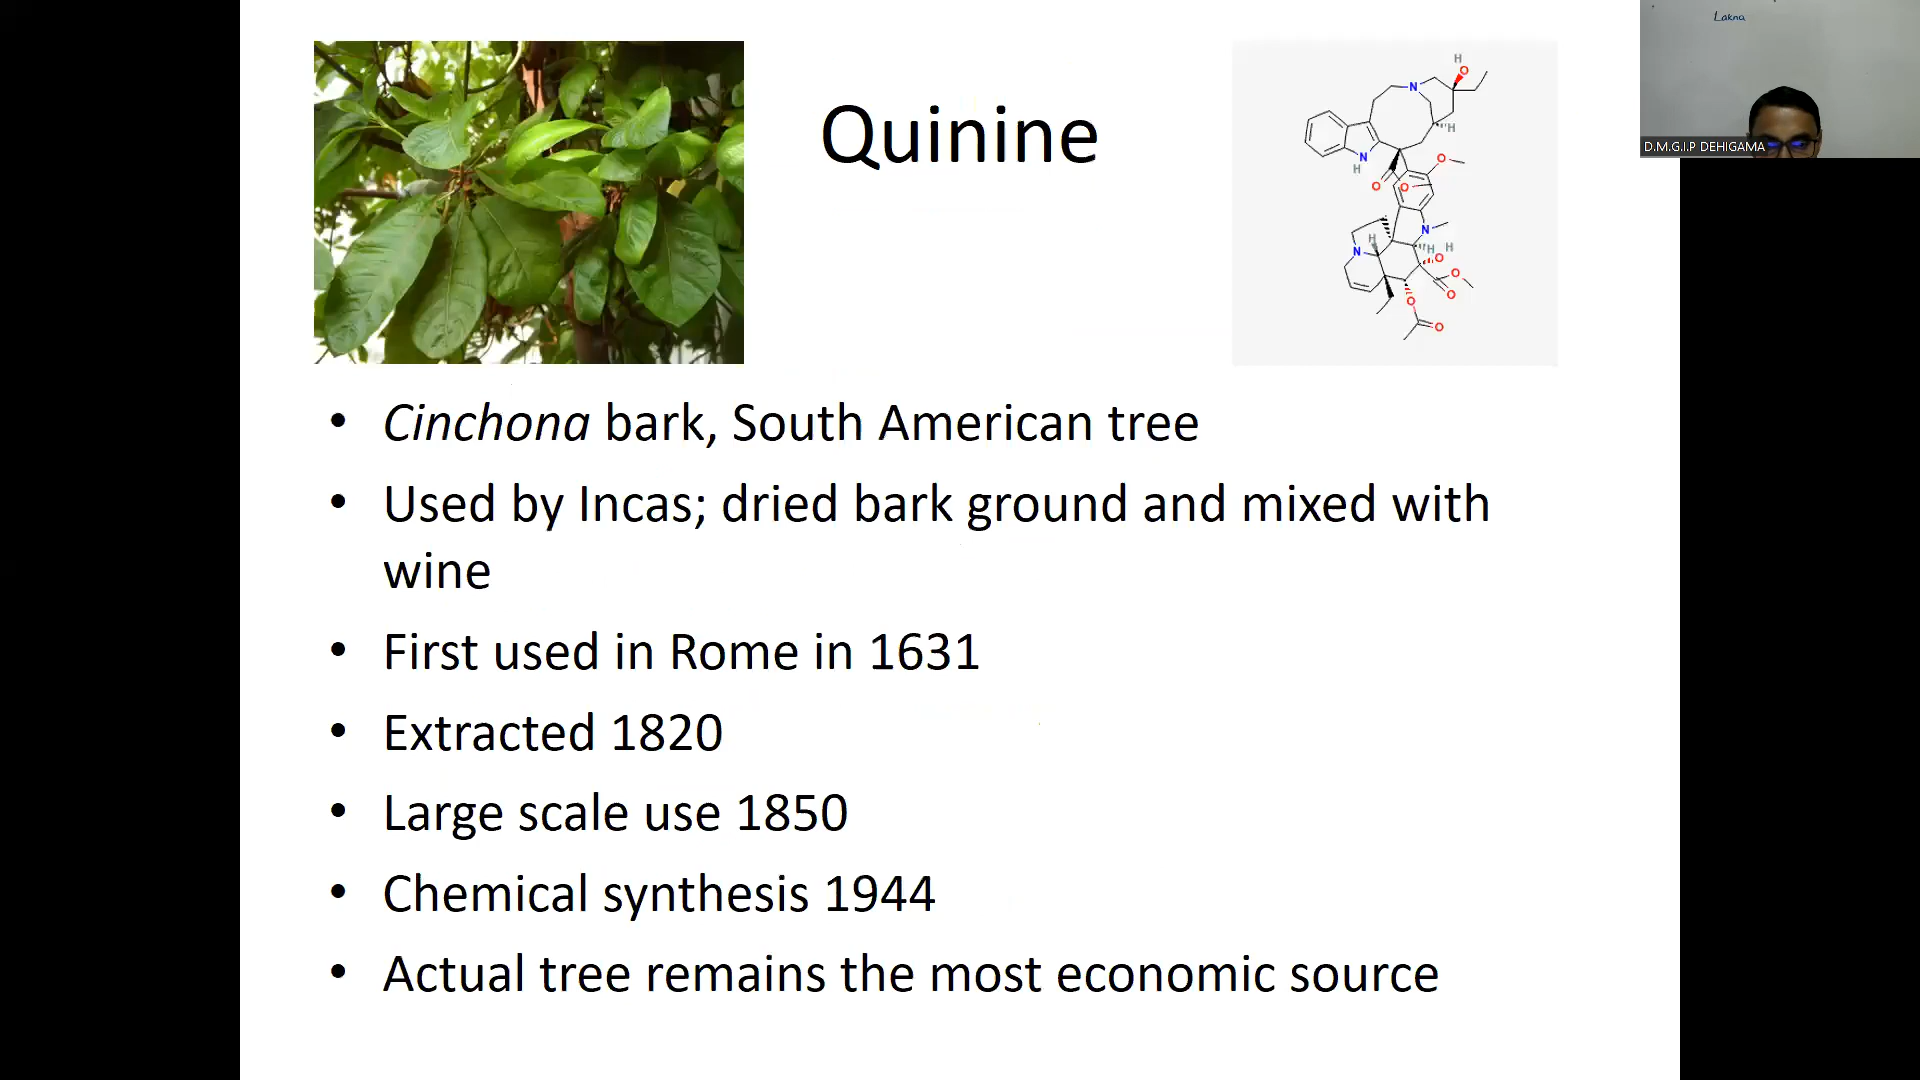 Lakna
D.M.G.I.P DEHIGAMA
Quinine
H
O
N
H
N
H
O
O
O
N
H
H
H
N
O
O
O
O
O
• Cinchona bark, South American tree
• Used by Incas; dried bark ground and mixed with
wine
• First used in Rome in 1631
• Extracted 1820
• Large scale use 1850
• Chemical synthesis 1944
• Actual tree remains the most economic source